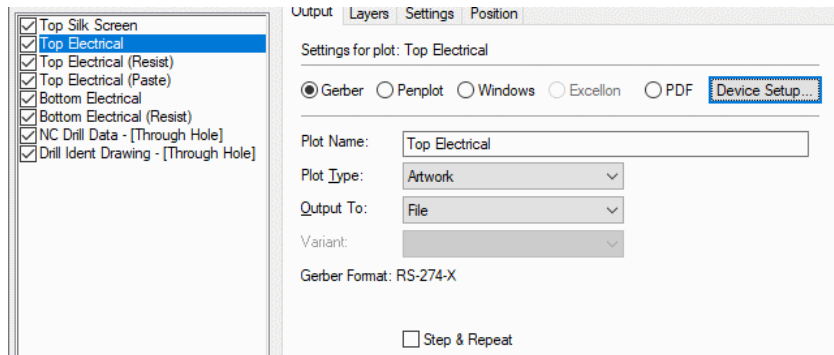 Top Silk Screen
Top Electrical
Top Electrical (Resist)
Top Electrical (Paste)
Bottom Electrical
Bottom Electrical (Resist)
NC Drill Data - [Through Hole]
Drill Ident Drawing - [Through Hole]
Output Layers Settings Position
Settings for plot: Top Electrical
Gerber Penplot Windows Excellon PDF Device Setup...
Plot Name: Top Electrical
Plot Type: Artwork
Output To: File
Variant:
Gerber Format: RS-274-X
Step & Repeat